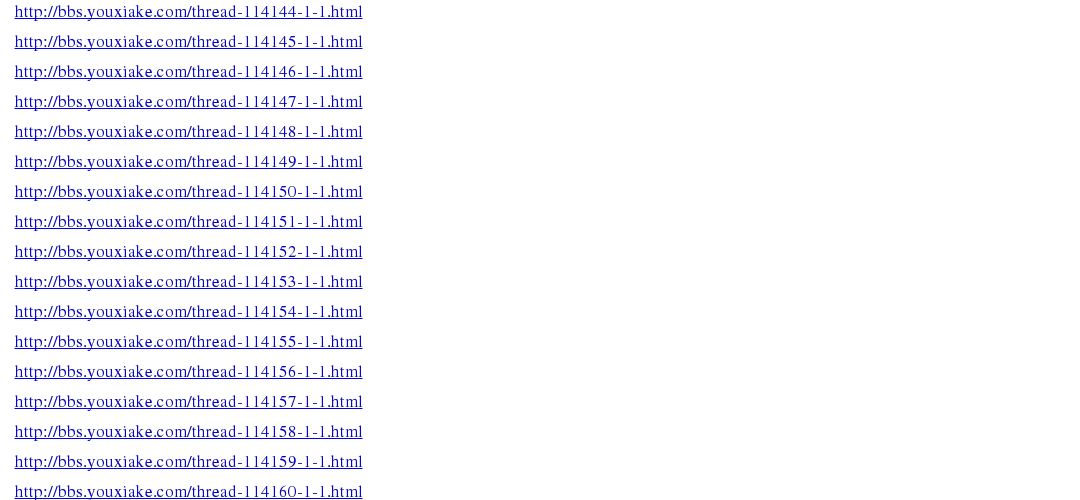 http://bbs.youxiake.com/thread-114144-1-1.html
http://bbs.youxiake.com/thread-114145-1-1.html
http://bbs.youxiake.com/thread-114146-1-1.html
http://bbs.youxiake.com/thread-114147-1-1.html
http://bbs.youxiake.com/thread-114148-1-1.html
http://bbs.youxiake.com/thread-114149-1-1.html
http://bbs.youxiake.com/thread-114150-1-1.html
http://bbs.youxiake.com/thread-114151-1-1.html
http://bbs.youxiake.com/thread-114152-1-1.html
http://bbs.youxiake.com/thread-114153-1-1.html
http://bbs.youxiake.com/thread-114154-1-1.html
http://bbs.youxiake.com/thread-114155-1-1.html
http://bbs.youxiake.com/thread-114156-1-1.html
http://bbs.youxiake.com/thread-114157-1-1.html
http://bbs.youxiake.com/thread-114158-1-1.html
http://bbs.youxiake.com/thread-114159-1-1.html
http://bbs.youxiake.com/thread-114160-1-1.html